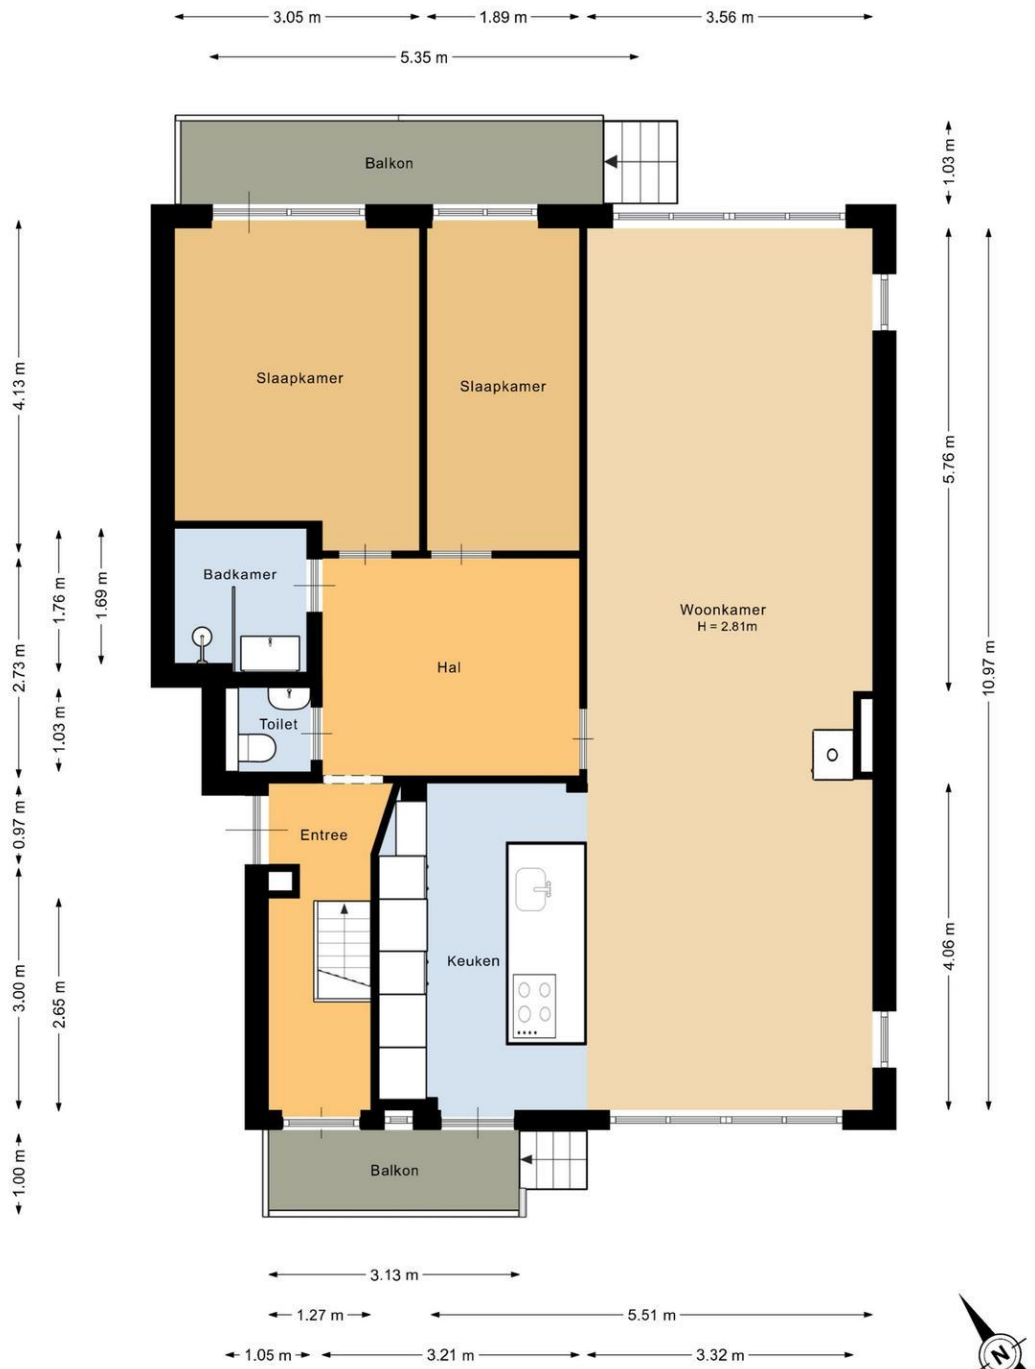 3.05 m 1.89 m 3.56 m
5.35 m
Balkon
1.03 m
Slaapkamer
Slaapkamer
4.13 m
5.76 m
10.97 m
Badkamer
1.76 m
1.69 m
2.73 m
Woonkamer
H = 2.81m
Hal
Toilet
1.03 m
Entree
0.97 m
Keuken
3.00 m
2.65 m
4.06 m
Balkon
1.00 m
3.13 m
1.27 m 5.51 m
1.05 m 3.21 m 3.32 m
N